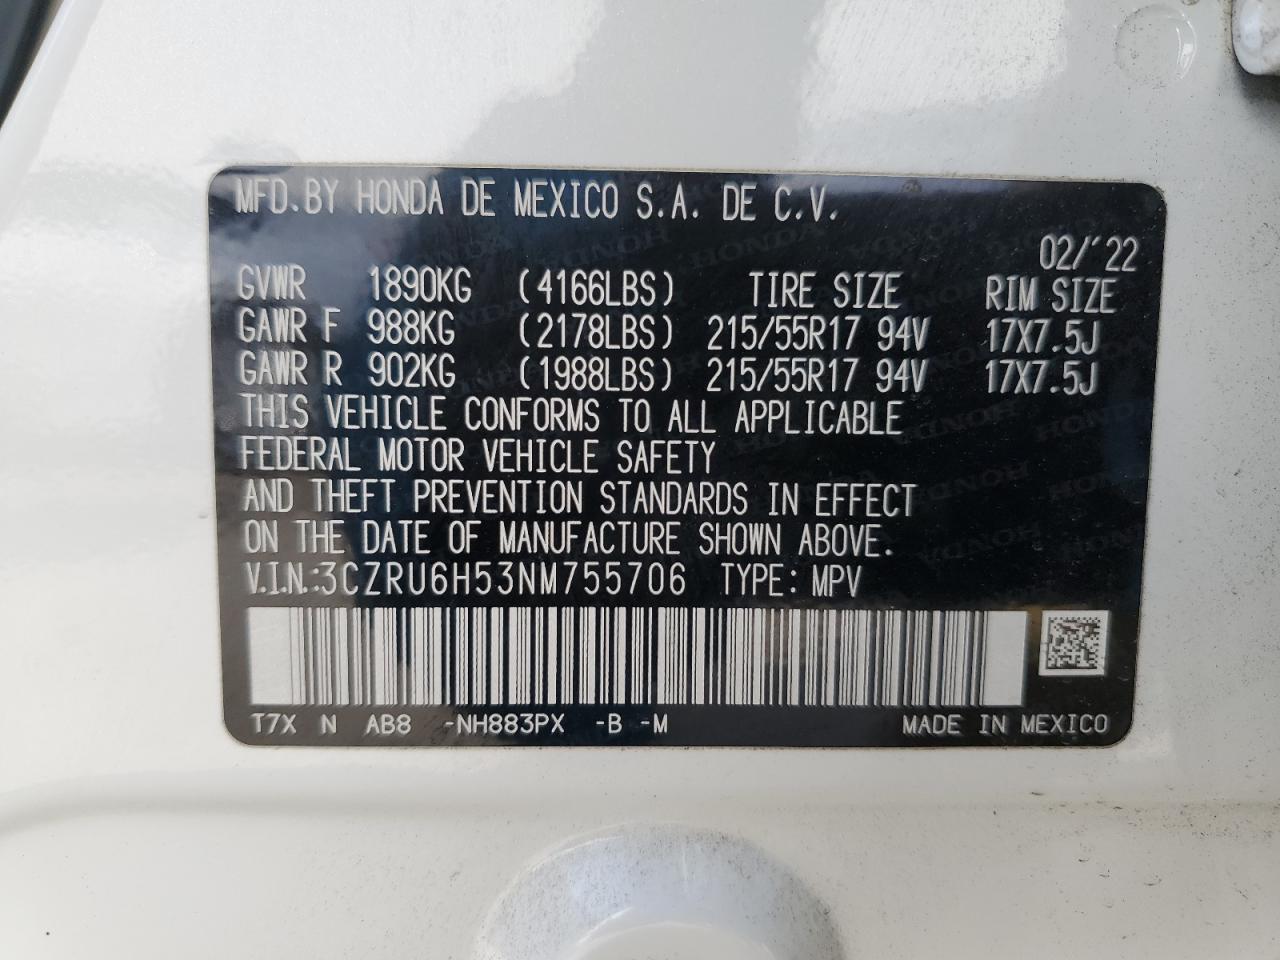 MFD.BY HONDA DE MEXICO S.A. DE C.V.
02/'22
GVWR 1890KG (4166LBS) TIRE SIZE RIM SIZE
GAWR F 988KG (2178LBS) 215/55R17 94V 17X7.5J
GAWR R 902KG (1988LBS) 215/55R17 94V 17X7.5J
THIS VEHICLE CONFORMS TO ALL APPLICABLE
FEDERAL MOTOR VEHICLE SAFETY
AND THEFT PREVENTION STANDARDS IN EFFECT
ON THE DATE OF MANUFACTURE SHOWN ABOVE.
V.I.N.:3CZRU6H53NM755706 TYPE: MPV
T7X N AB8 -NH883PX -B -M MADE IN MEXICO